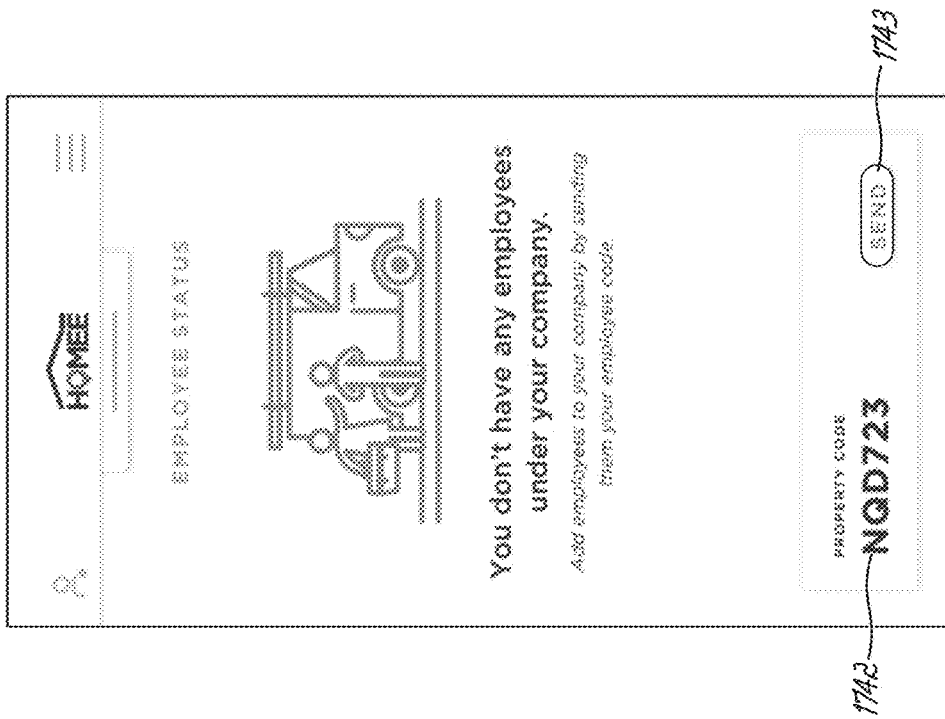 HOMEE
EMPLOYEE STATUS
You don't have any employees
under your company.
Add employees to your company by sending
them your employee code.
PROPERTY CODE
NQD723
SEND
1742
1743